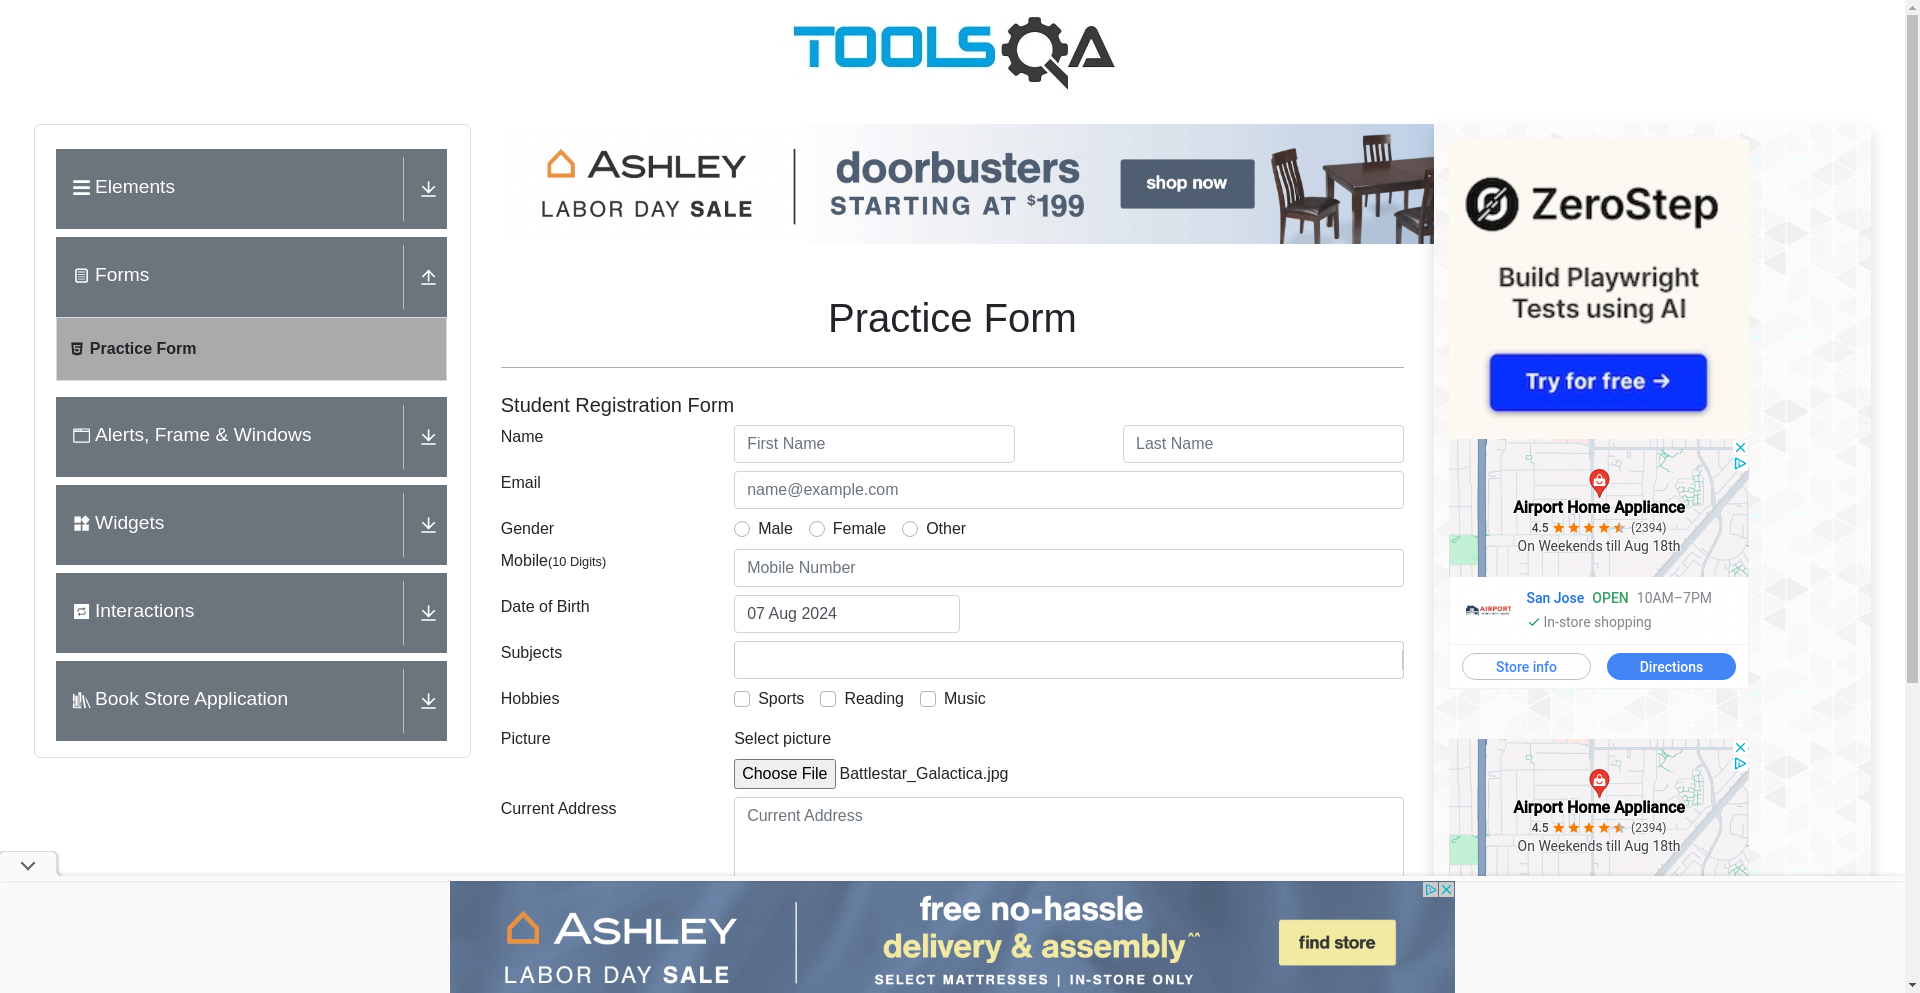 TOOLSQA
Elements
Forms
Practice Form
Alerts, Frame & Windows
Widgets
Interactions
Book Store Application
ASHLEY
LABOR DAY SALE
doorbusters
STARTING AT $199
shop now
Practice Form
Student Registration Form
Name
First Name
Last Name
Email
name@example.com
Gender
Male
Female
Other
Mobile(10 Digits)
Mobile Number
Date of Birth
07 Aug 2024
Subjects
Hobbies
Sports
Reading
Music
Picture
Select picture
Choose File Battlestar_Galactica.jpg
Current Address
Current Address
ZeroStep
Build Playwright
Tests using AI
Try for free →
Airport Home Appliance
4.5 (2394)
On Weekends till Aug 18th
AIRPORT
San Jose OPEN 10AM–7PM
In-store shopping
Store info
Directions
Airport Home Appliance
4.5 (2394)
On Weekends till Aug 18th
ASHLEY
LABOR DAY SALE
free no-hassle
delivery & assembly^^
SELECT MATTRESSES | IN-STORE ONLY
find store